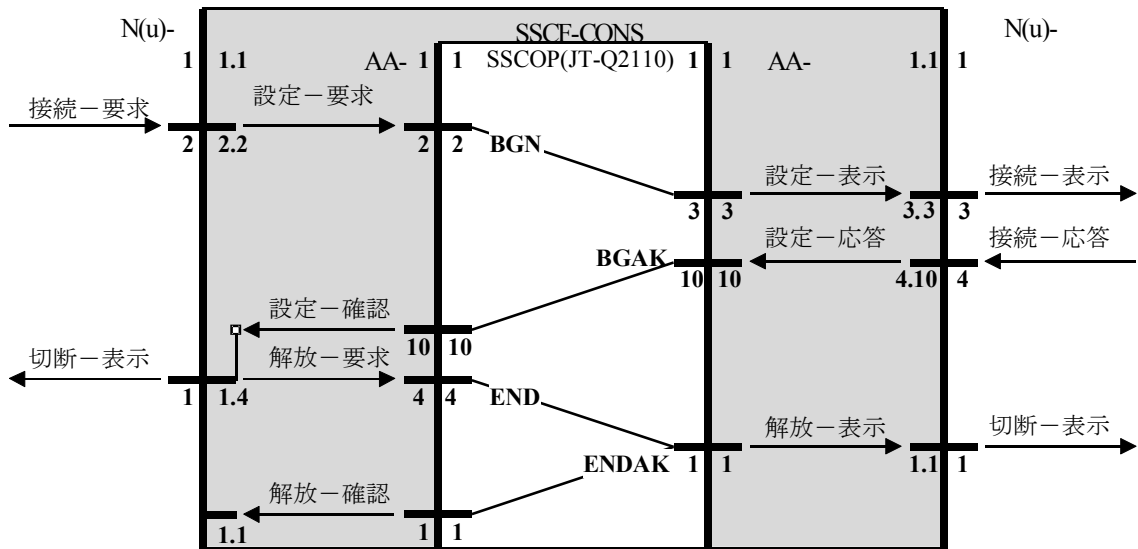 N(u)- SSCF-CONS N(u)-
1 1.1 AA- 1 1 SSCOP(JT-Q2110) 1 1 AA- 1.1 1
接続－要求 設定－要求
2 2.2 2 2 BGN
設定－表示 接続－表示
3 3 3.3 3
BGAK 設定－応答 接続－応答
10 10 4.10 4
設定－確認
10 10
切断－表示 解放－要求
1 1.4 4 4 END
解放－表示 切断－表示
ENDAK 1 1 1.1 1
解放－確認
1.1 1 1